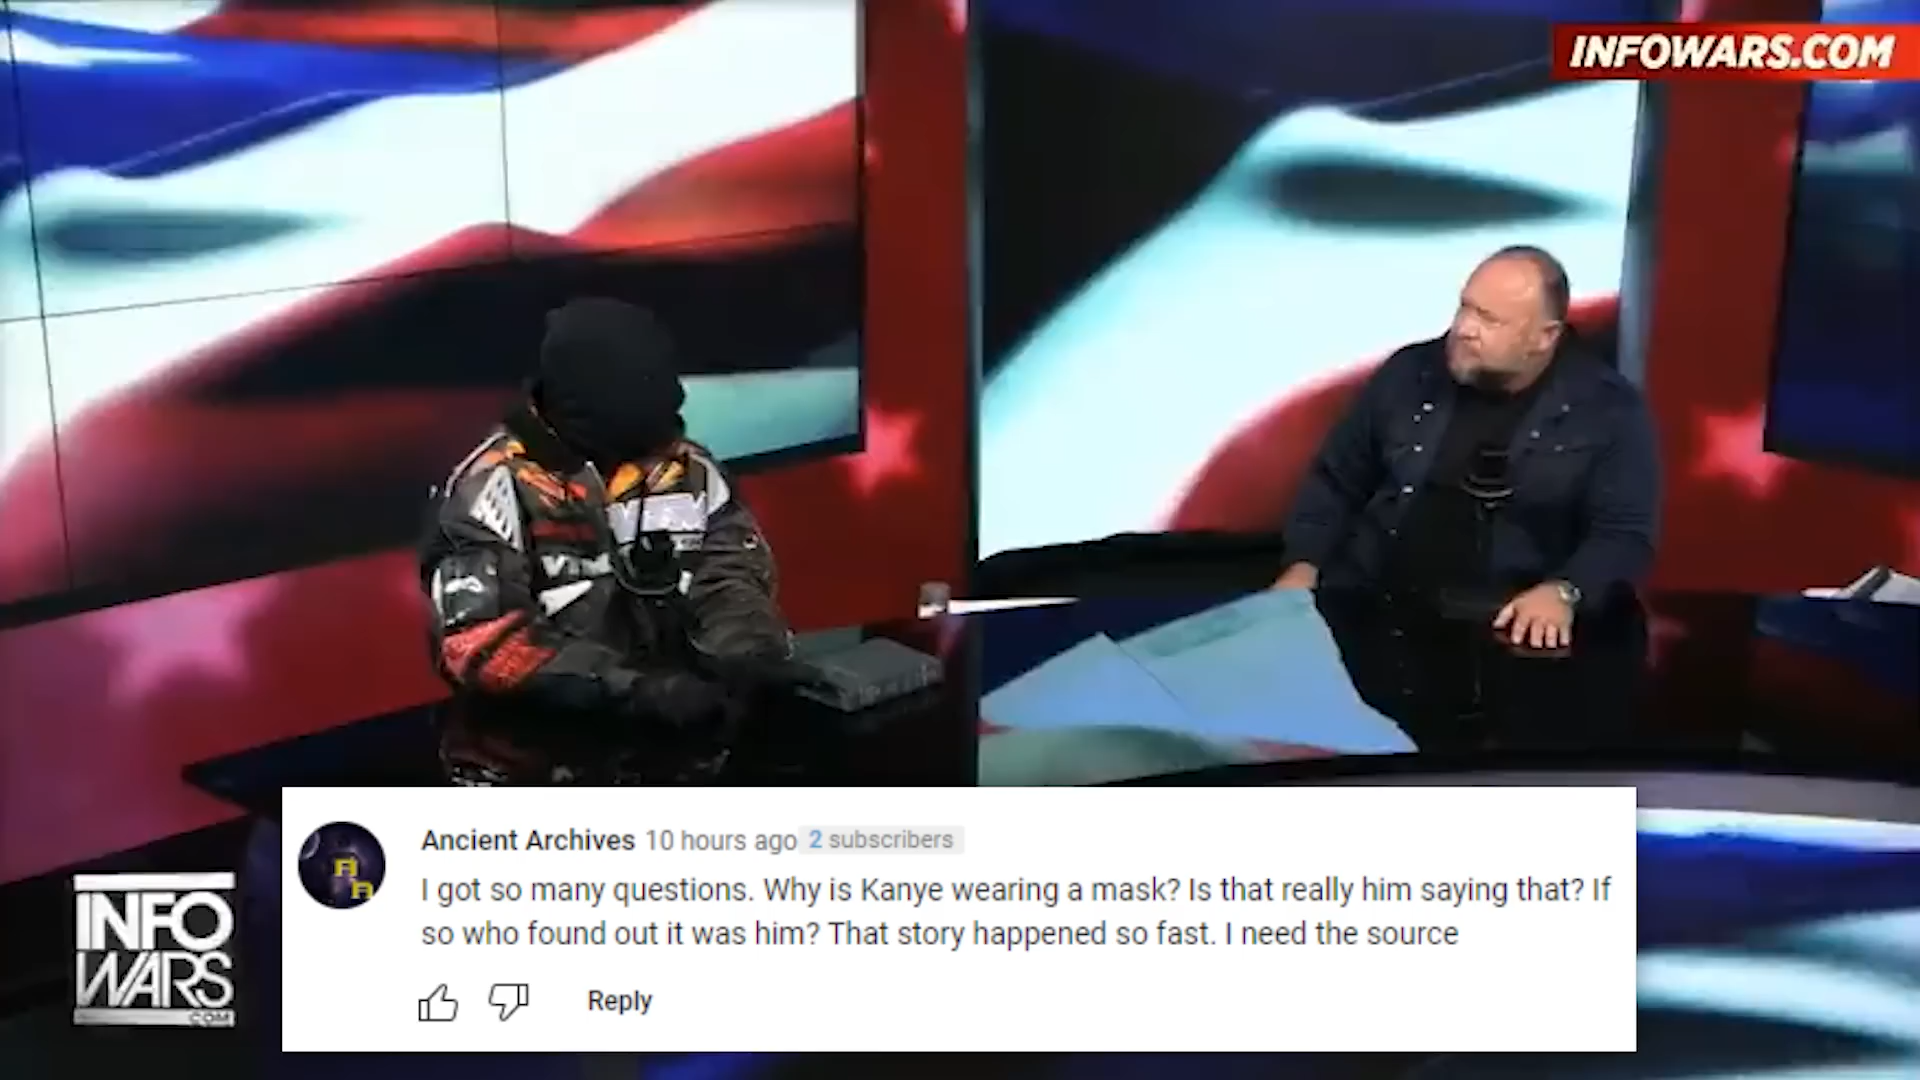 INFOWARS.COM
Ancient Archives 10 hours ago 2 subscribers
I got so many questions. Why is Kanye wearing a mask? Is that really him saying that? If
so who found out it was him? That story happened so fast. I need the source
Reply
INFO
WARS
.COM